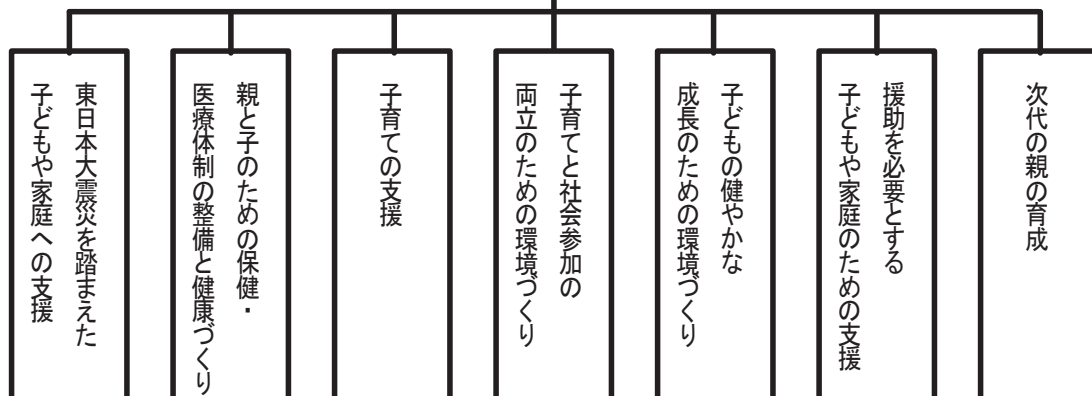 東日本大震災を踏まえた
子どもや家庭への支援
親と子のための保健・
医療体制の整備と健康づくり
子育ての支援
子育てと社会参加の
両立のための環境づくり
子どもの健やかな
成長のための環境づくり
援助を必要とする
子どもや家庭のための支援
次代の親の育成